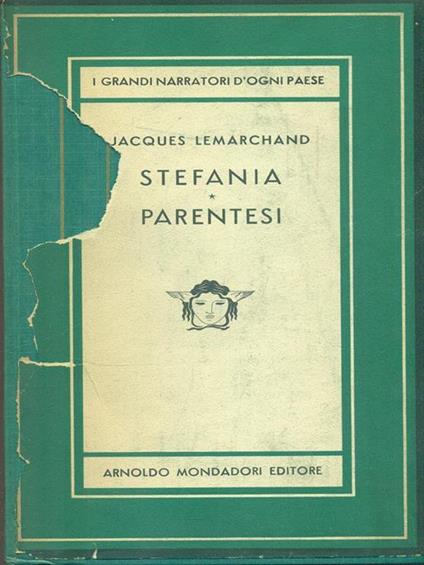 I GRANDI NARRATORI D'OGNI PAESE
JACQUES LEMARCHAND
STEFANIA
*
PARENTESI
ARNOLDO MONDADORI EDITORE